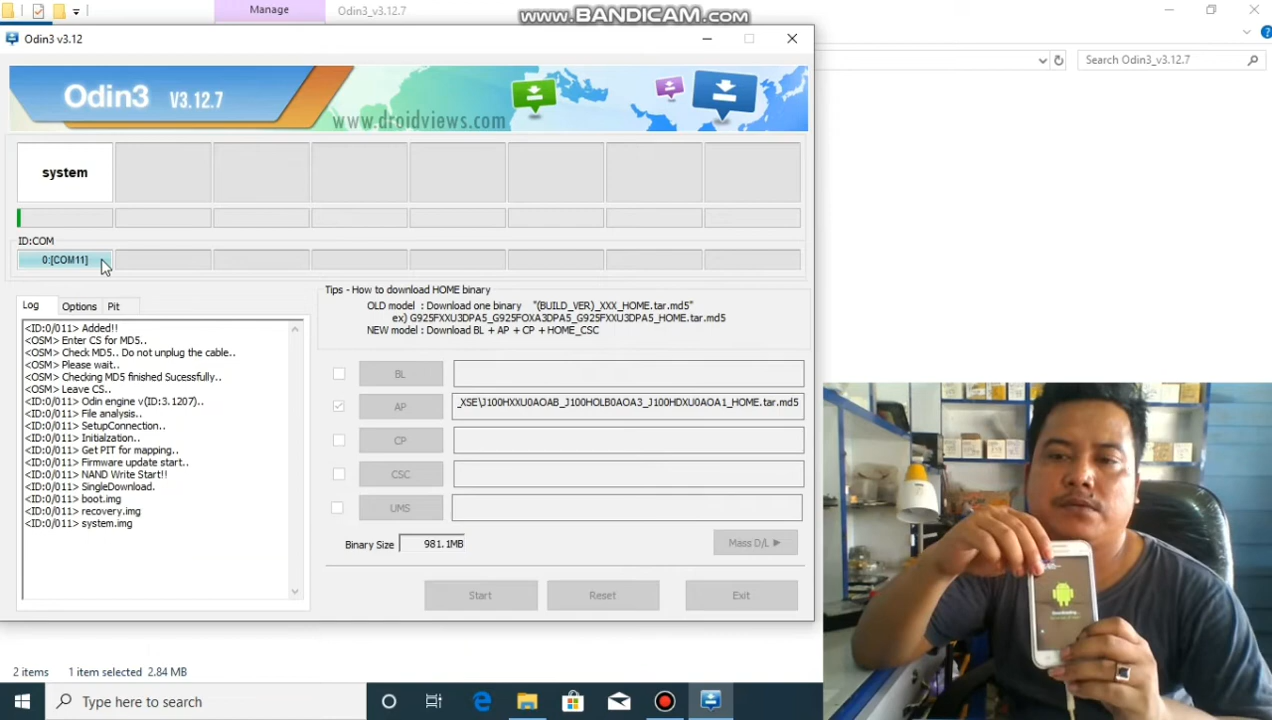 Manage
Odin3_v3.12.7
www.BANDICAM.com
Odin3 v3.12
Search Odin3_v3.12.7
Odin3 V3.12.7
www.droidviews.com
system
ID:COM
0:[COM11]
Log
Options
Pit
Tips - How to download HOME binary
OLD model : Download one binary "(BUILD_VER)_XXX_HOME.tar.md5"
ex) G925FXXU3DPA5_G925FOXA3DPA5_G925FXXU3DPA5_HOME.tar.md5
NEW model : Download BL + AP + CP + HOME_CSC
<ID:0/011> Added!!
<OSM> Enter CS for MD5..
<OSM> Check MD5.. Do not unplug the cable..
<OSM> Please wait..
<OSM> Checking MD5 finished Sucessfully..
<OSM> Leave CS..
<ID:0/011> Odin engine v(ID:3.1207)..
<ID:0/011> File analysis..
<ID:0/011> SetupConnection..
<ID:0/011> Initialzation..
<ID:0/011> Get PIT for mapping..
<ID:0/011> Firmware update start..
<ID:0/011> NAND Write Start!!
<ID:0/011> SingleDownload.
<ID:0/011> boot.img
<ID:0/011> recovery.img
<ID:0/011> system.img
BL
AP
_XSE\J100HXXU0AOAB_J100HOLB0AOA3_J100HDXU0AOA1_HOME.tar.md5
CP
CSC
UMS
Binary Size
981.1MB
Mass D/L
Start
Reset
Exit
2 items
1 item selected 2.84 MB
Type here to search